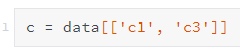 1 c = data[['c1', 'c3']]